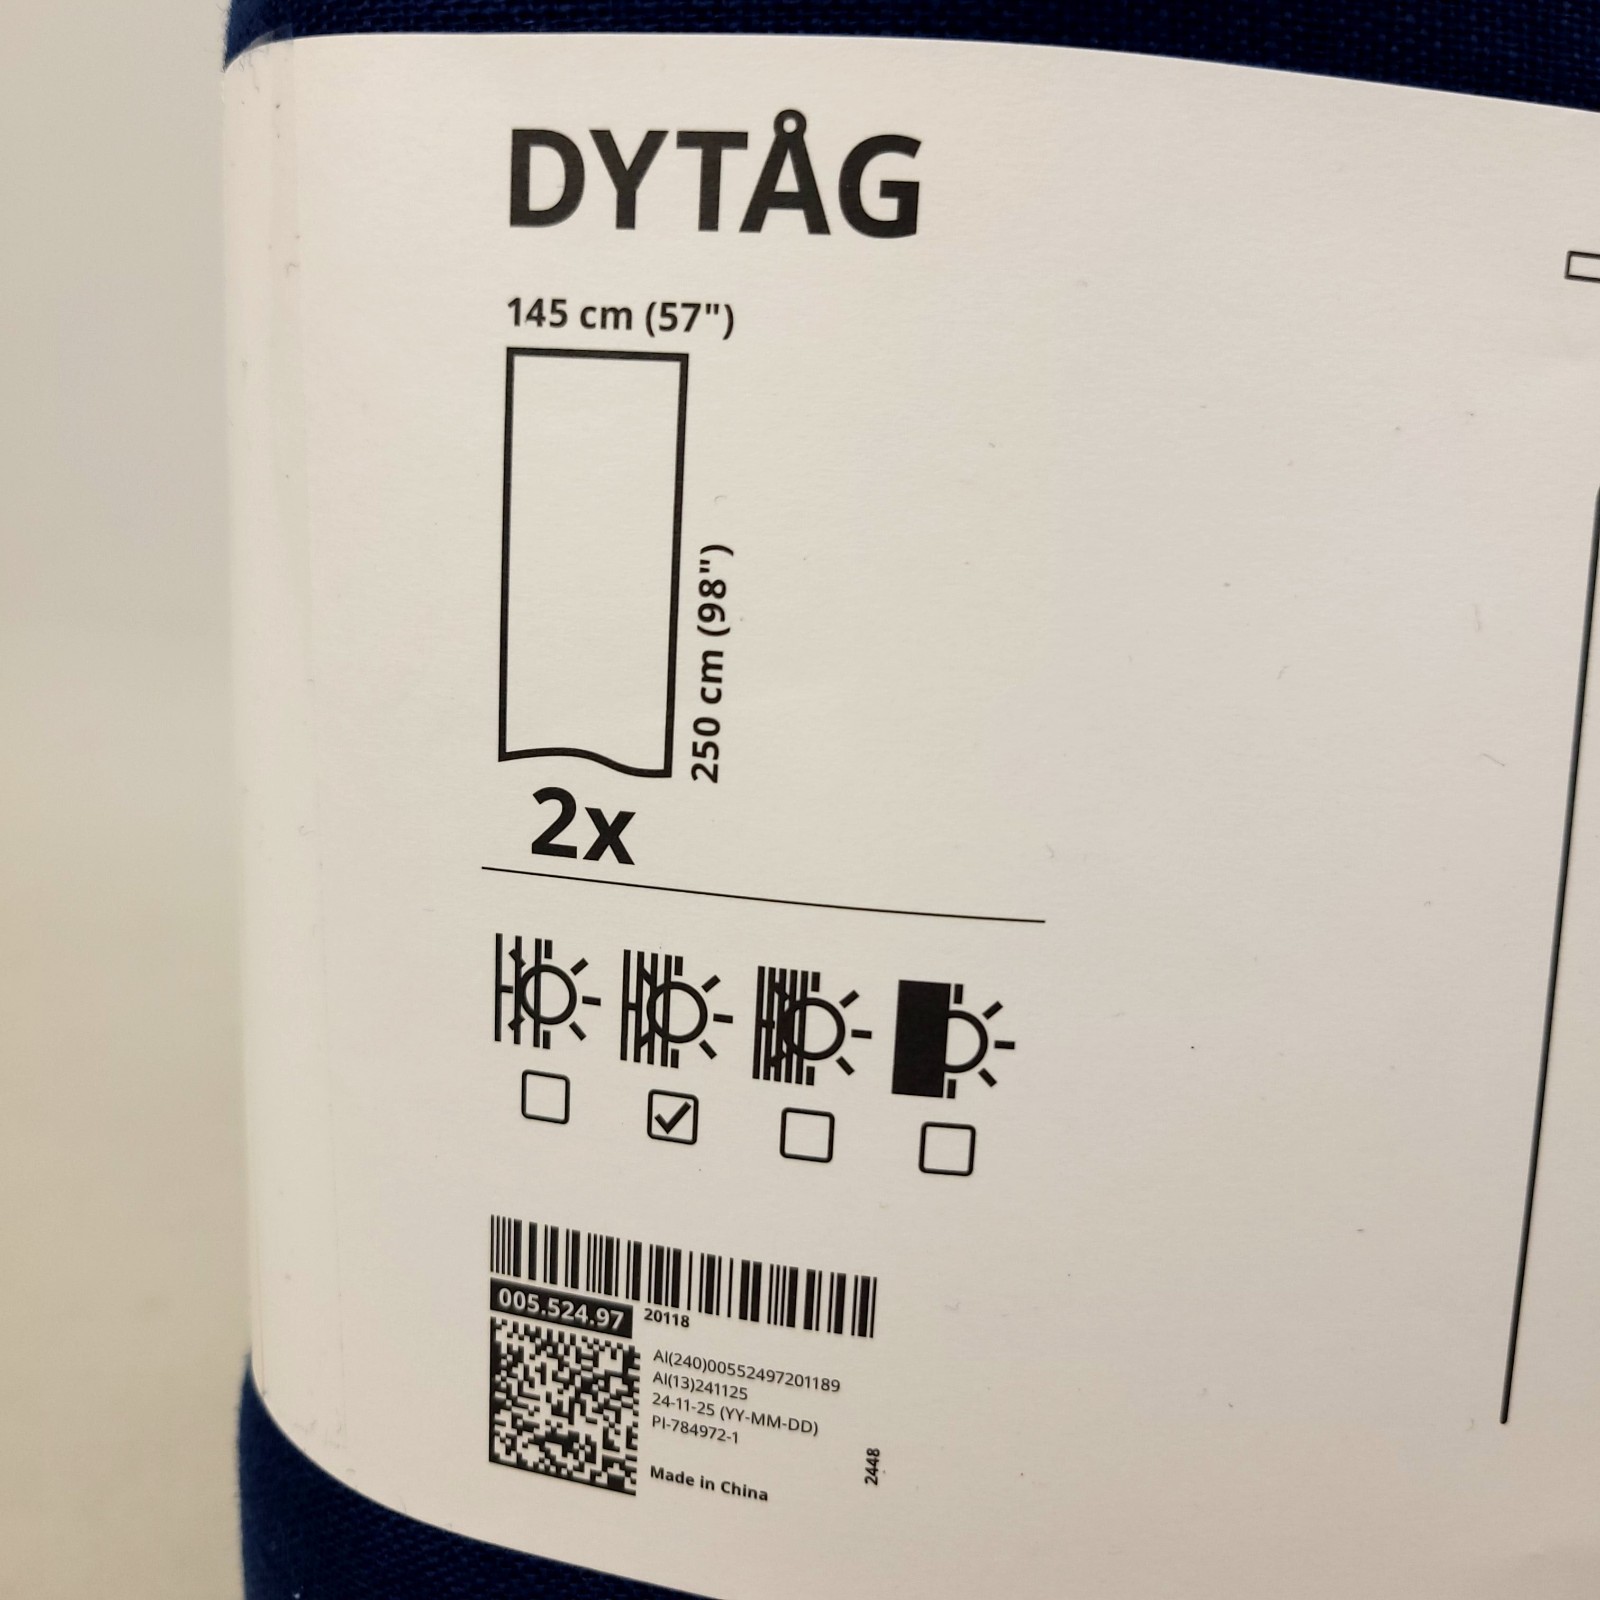 DYTÅG
145 cm (57")
250 cm (98")
2x
005.524.97
20118
AI(240)00552497201189
AI(13)241125
24-11-25 (YY-MM-DD)
PI-784972-1
2448
Made in China